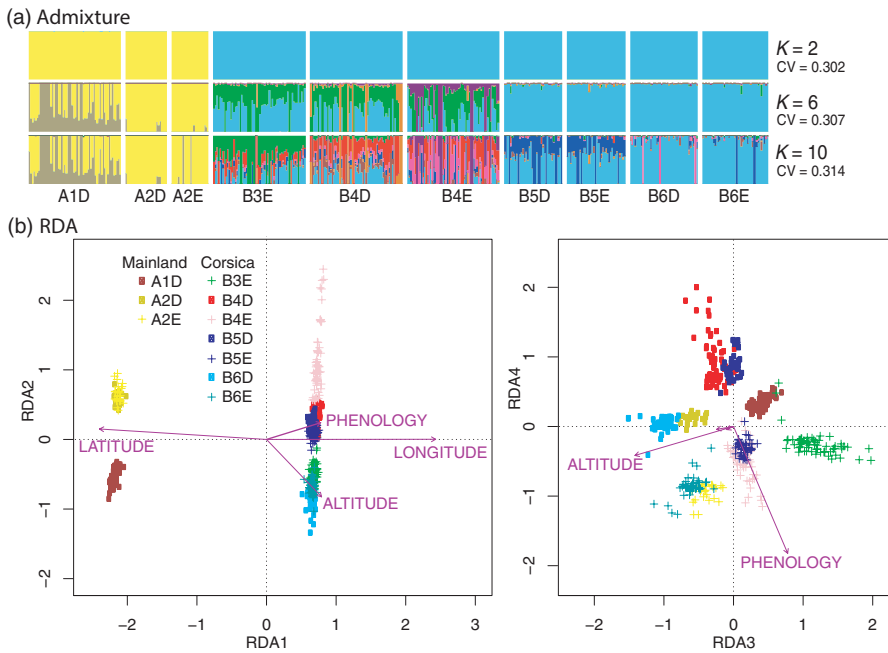 (a) Admixture
K = 2
CV = 0.302
K = 6
CV = 0.307
K = 10
CV = 0.314
A1D A2D A2E B3E B4D B4E B5D B5E B6D B6E
(b) RDA
Mainland Corsica
A1D B3E
A2D B4D
A2E B4E
B5D
B5E
B6D
B6E
PHENOLOGY
LATITUDE LONGITUDE
ALTITUDE
RDA2
2
1
0
−1
−2
−2 −1 0 1 2 3
RDA1
ALTITUDE
PHENOLOGY
RDA4
2
1
0
−1
−2
−2 −1 0 1 2
RDA3